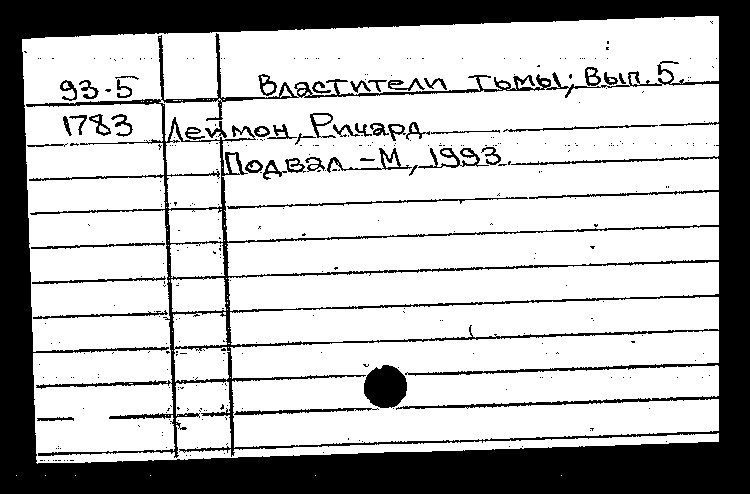 93-5 Властители тьмы; Вып. 5.
1783 Леймон, Ричард
Подвал. - М., 1993.